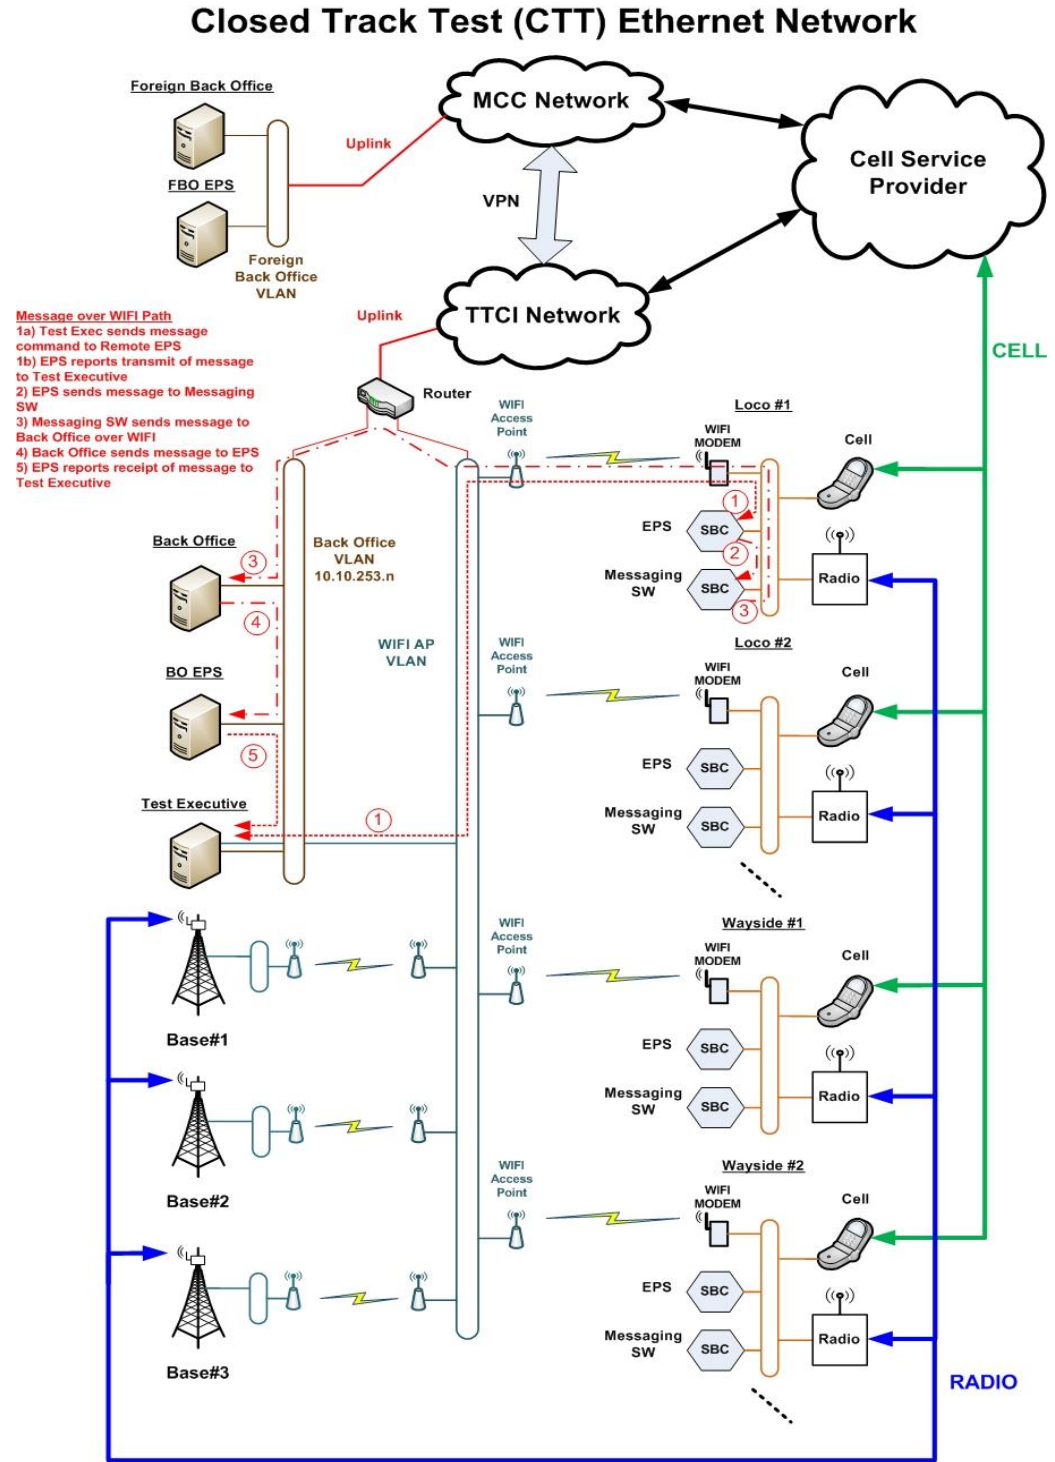 Closed Track Test (CTT) Ethernet Network
Foreign Back Office
FBO EPS
Foreign
Back Office
VLAN
Uplink
MCC Network
VPN
Cell Service
Provider
TTCI Network
Uplink
Router
CELL
Message over WIFI Path
1a) Test Exec sends message
command to Remote EPS
1b) EPS reports transmit of message
to Test Executive
2) EPS sends message to Messaging
SW
3) Messaging SW sends message to
Back Office over WIFI
4) Back Office sends message to EPS
5) EPS reports receipt of message to
Test Executive
Back Office
3
4
Back Office
VLAN
10.10.253.n
BO EPS
5
Test Executive
1
WIFI AP
VLAN
WIFI
Access
Point
Loco #1
WIFI
MODEM
Cell
1
EPS
SBC
2
Messaging
SW
SBC
3
Radio
WIFI
Access
Point
Loco #2
WIFI
MODEM
Cell
EPS
SBC
Messaging
SW
SBC
Radio
WIFI
Access
Point
Wayside #1
WIFI
MODEM
Cell
EPS
SBC
Messaging
SW
SBC
Radio
WIFI
Access
Point
Wayside #2
WIFI
MODEM
Cell
EPS
SBC
Messaging
SW
SBC
Radio
Base#1
Base#2
Base#3
RADIO